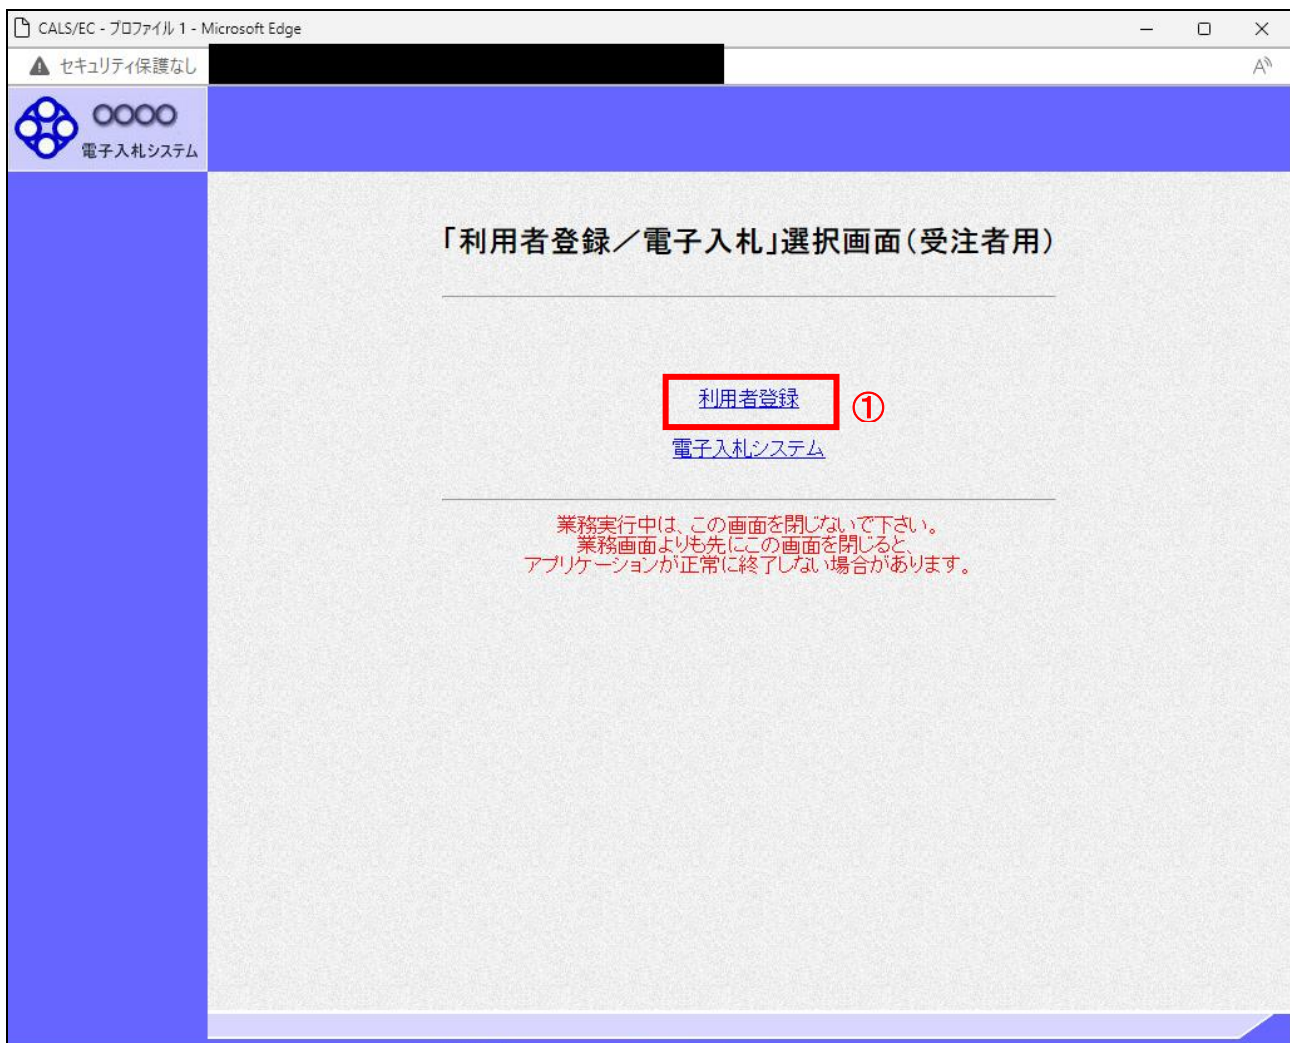 CALS/EC - プロファイル 1 - Microsoft Edge
セキュリティ保護なし
A
○○○○
電子入札システム
「利用者登録／電子入札」選択画面（受注者用）
利用者登録
①
電子入札システム
業務実行中は、この画面を閉じないで下さい。
業務画面よりも先にこの画面を閉じると、
アプリケーションが正常に終了しない場合があります。